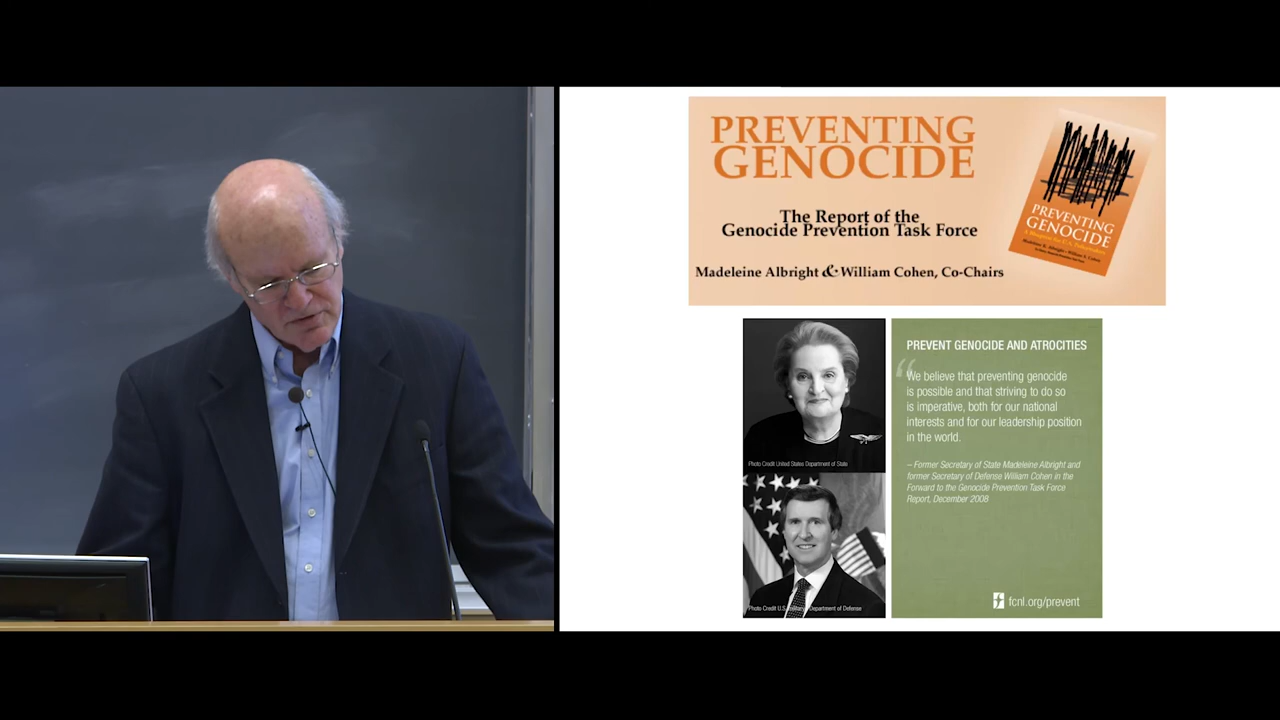 PREVENTING
GENOCIDE
The Report of the
Genocide Prevention Task Force
Madeleine Albright & William Cohen, Co-Chairs
PREVENTING
GENOCIDE
Photo Credit United States Department of State
Photo Credit U.S. Department of Defense
PREVENT GENOCIDE AND ATROCITIES
“
We believe that preventing genocide
is possible and that striving to do so
is imperative, both for our national
interests and for our leadership position
in the world.
– Former Secretary of State Madeleine Albright and
former Secretary of Defense William Cohen in the
Forward to the Genocide Prevention Task Force
Report, December 2008
fcnl.org/prevent